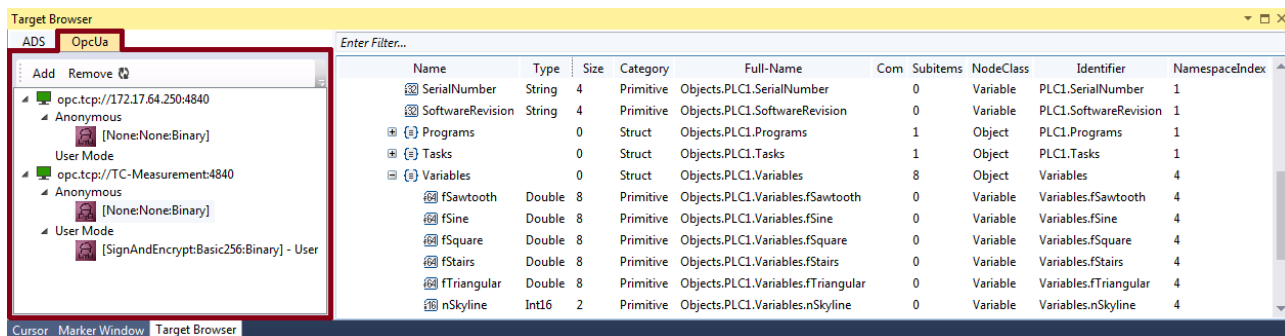 Target Browser
ADS OpcUa
Enter Filter...
Add Remove
opc.tcp://172.17.64.250:4840
Anonymous
[None:None:Binary]
User Mode
opc.tcp://TC-Measurement:4840
Anonymous
[None:None:Binary]
User Mode
[SignAndEncrypt:Basic256:Binary] - User
Name Type Size Category Full-Name Com Subitems NodeClass Identifier NamespaceIndex
32 SerialNumber String 4 Primitive Objects.PLC1.SerialNumber 0 Variable PLC1.SerialNumber 1
32 SoftwareRevision String 4 Primitive Objects.PLC1.SoftwareRevision 0 Variable PLC1.SoftwareRevision 1
Programs 0 Struct Objects.PLC1.Programs 1 Object PLC1.Programs 1
Tasks 0 Struct Objects.PLC1.Tasks 1 Object PLC1.Tasks 1
Variables 0 Struct Objects.PLC1.Variables 8 Object Variables 4
64 fSawtooth Double 8 Primitive Objects.PLC1.Variables.fSawtooth 0 Variable Variables.fSawtooth 4
64 fSine Double 8 Primitive Objects.PLC1.Variables.fSine 0 Variable Variables.fSine 4
64 fSquare Double 8 Primitive Objects.PLC1.Variables.fSquare 0 Variable Variables.fSquare 4
64 fStairs Double 8 Primitive Objects.PLC1.Variables.fStairs 0 Variable Variables.fStairs 4
64 fTriangular Double 8 Primitive Objects.PLC1.Variables.fTriangular 0 Variable Variables.fTriangular 4
16 nSkyline Int16 2 Primitive Objects.PLC1.Variables.nSkyline 0 Variable Variables.nSkyline 4
Cursor Marker Window Target Browser